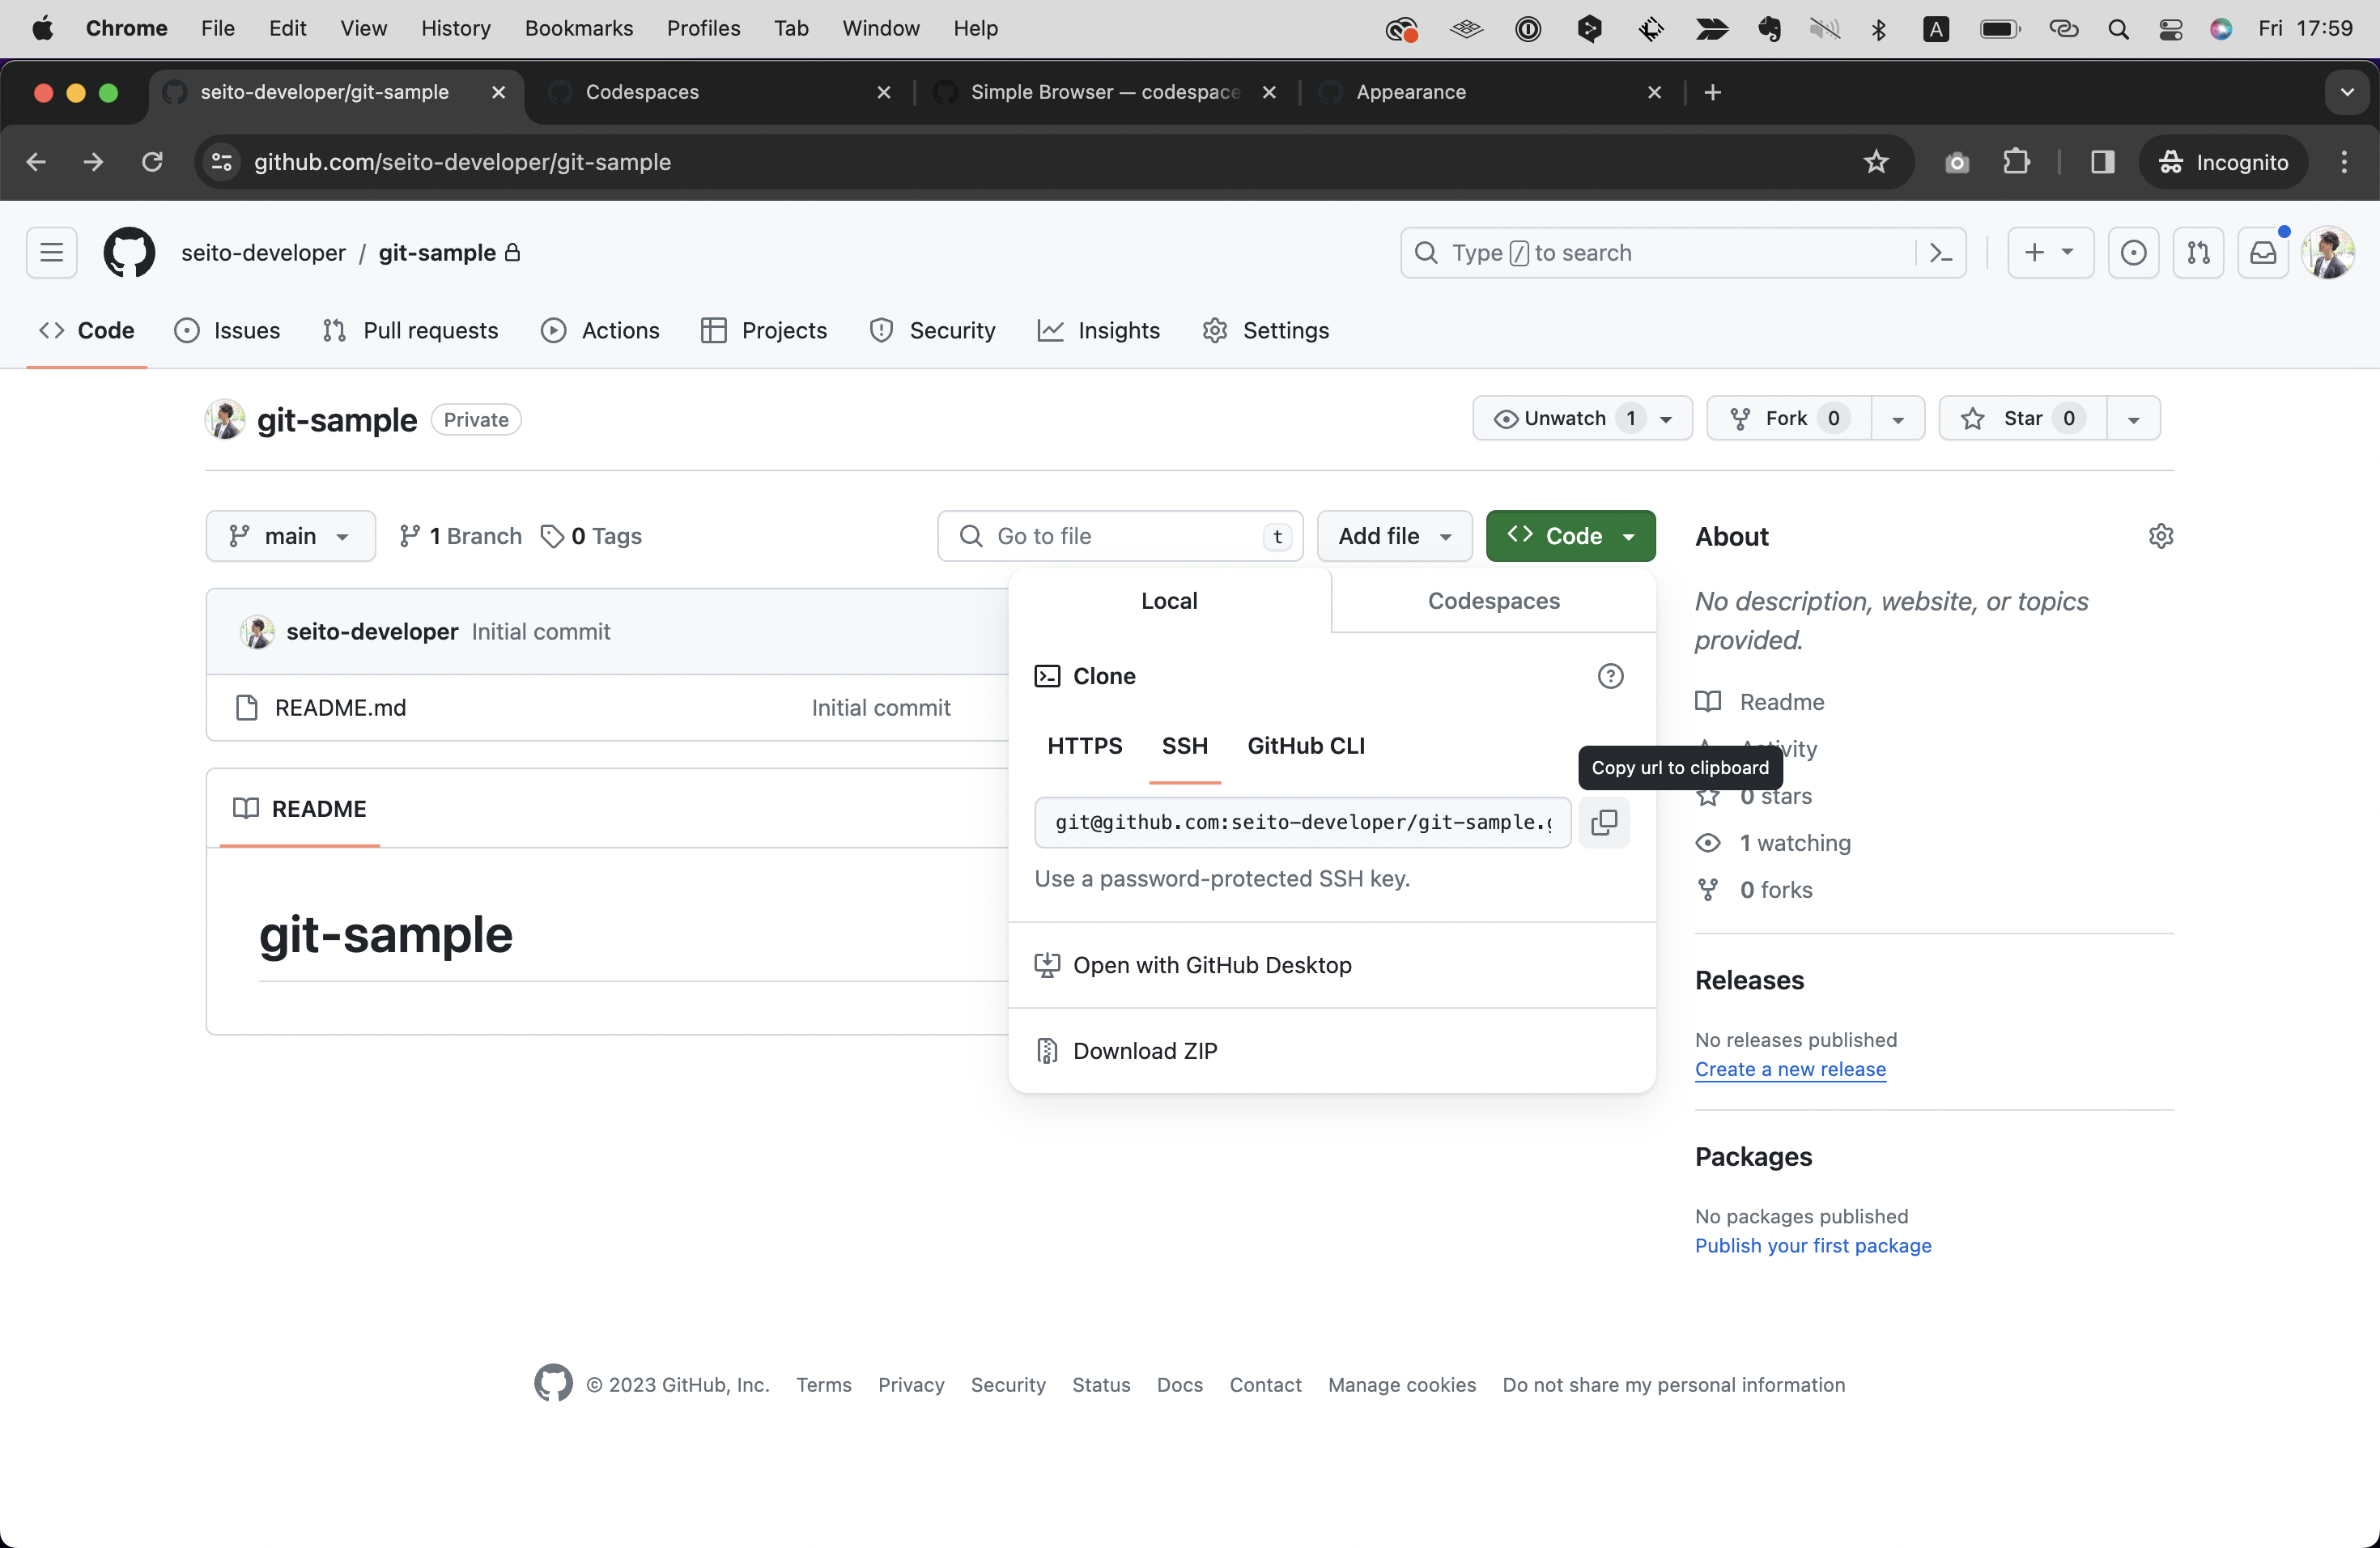 Chrome File Edit View History Bookmarks Profiles Tab Window Help A Fri 17:59
seito-developer/git-sample Codespaces Simple Browser — codespace Appearance
github.com/seito-developer/git-sample Incognito
seito-developer / git-sample Type / to search
Code Issues Pull requests Actions Projects Security Insights Settings
git-sample Private Unwatch 1 Fork 0 Star 0
main 1 Branch 0 Tags Go to file t Add file Code
seito-developer Initial commit
README.md Initial commit
README
git-sample
Local Codespaces
Clone
HTTPS SSH GitHub CLI
Copy url to clipboard
git@github.com:seito-developer/git-sample.
Use a password-protected SSH key.
Open with GitHub Desktop
Download ZIP
About
No description, website, or topics
provided.
Readme
0 stars
1 watching
0 forks
Releases
No releases published
Create a new release
Packages
No packages published
Publish your first package
© 2023 GitHub, Inc. Terms Privacy Security Status Docs Contact Manage cookies Do not share my personal information